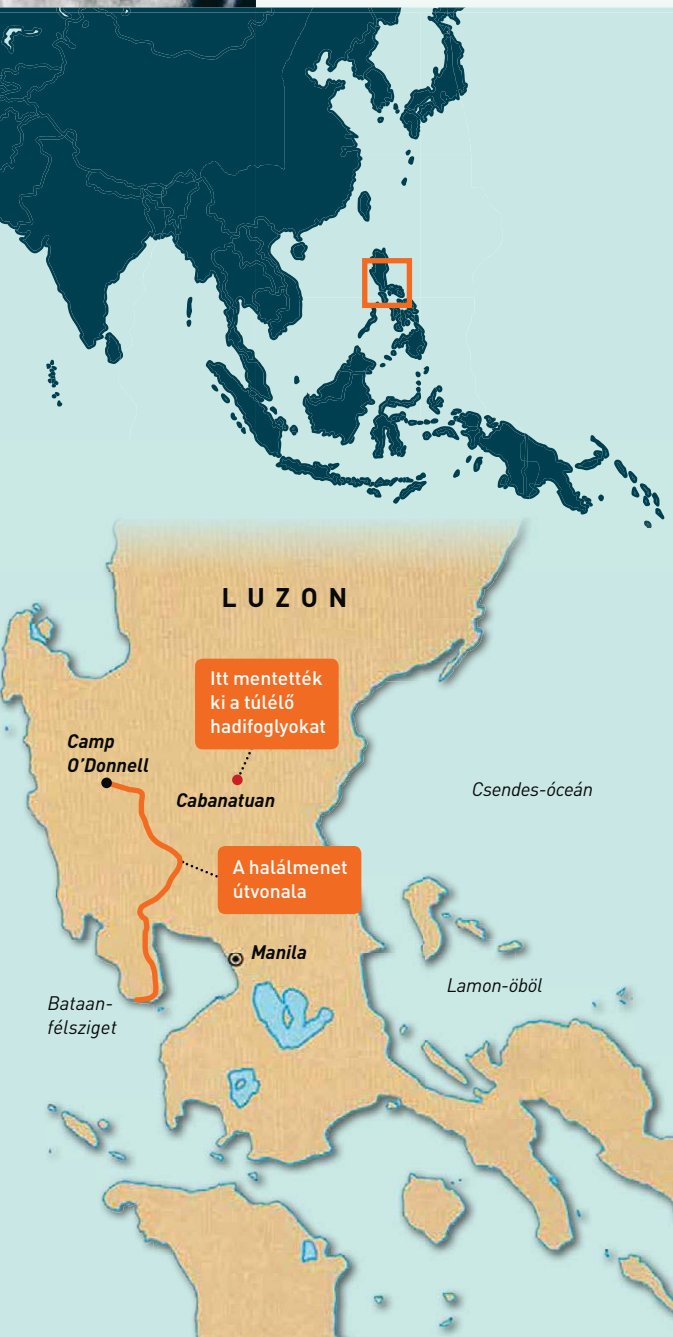 LUZON
Itt mentették
ki a túlélő
hadifoglyokat
Camp
O’Donnell
Cabanatuan
Csendes-óceán
A halálmenet
útvonala
Manila
Lamon-öböl
Bataan-
félsziget